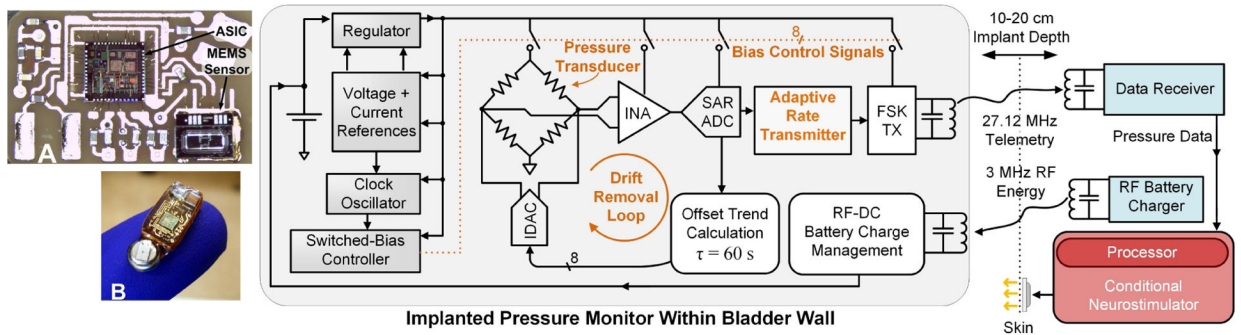 ASIC
MEMS
Sensor
A
B
Regulator
Voltage +
Current
References
Clock
Oscillator
Switched-Bias
Controller
Pressure
Transducer
INA
SAR
ADC
8
Bias Control Signals
Adaptive
Rate
Transmitter
FSK
TX
IDAC
Drift
Removal
Loop
8
Offset Trend
Calculation
τ = 60 s
RF-DC
Battery Charge
Management
10-20 cm
Implant Depth
27.12 MHz
Telemetry
3 MHz RF
Energy
Skin
Data Receiver
Pressure Data
RF Battery
Charger
Processor
Conditional
Neurostimulator
Implanted Pressure Monitor Within Bladder Wall